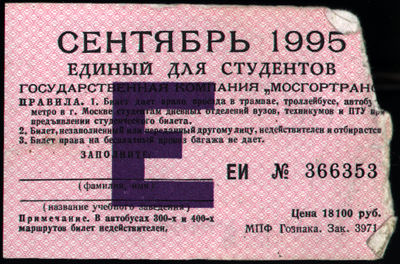 СЕНТЯБРЬ 1995
ЕДИНЫЙ ДЛЯ СТУДЕНТОВ
ГОСУДАРСТВЕННАЯ КОМПАНИЯ „МОСГОРТРАНС
ПРАВИЛА. 1. Билет дает право проезда в трамвае, троллейбусе, автобу
метро в г. Москве студентам дневных отделений вузов, техникумов и ПТУ при
предъявлении студенческого билета.
2. Билет, незаполненный или переданный другому лицу, недействителен и отбирается
3. Билет права на бесплатный провоз багажа не дает.
ЗАПОЛНИТЕ:
Е
ЕИ № 366353
(фамилия, имя)
(название учебного заведения)
Примечание. В автобусах 300-х и 400-х
маршрутов билет недействителен.
Цена 18100 руб.
МПФ Гознака. Зак. 3971